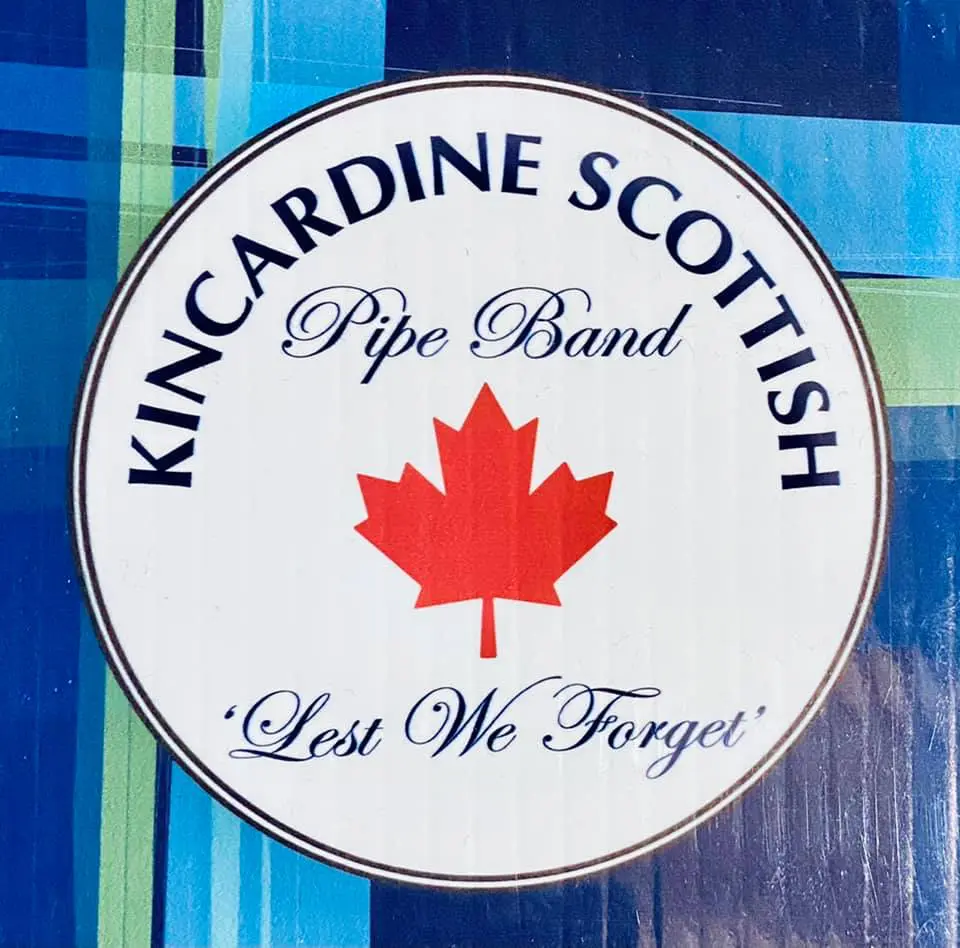 KINCARDINE SCOTTISH
Pipe Band
'Lest We Forget'